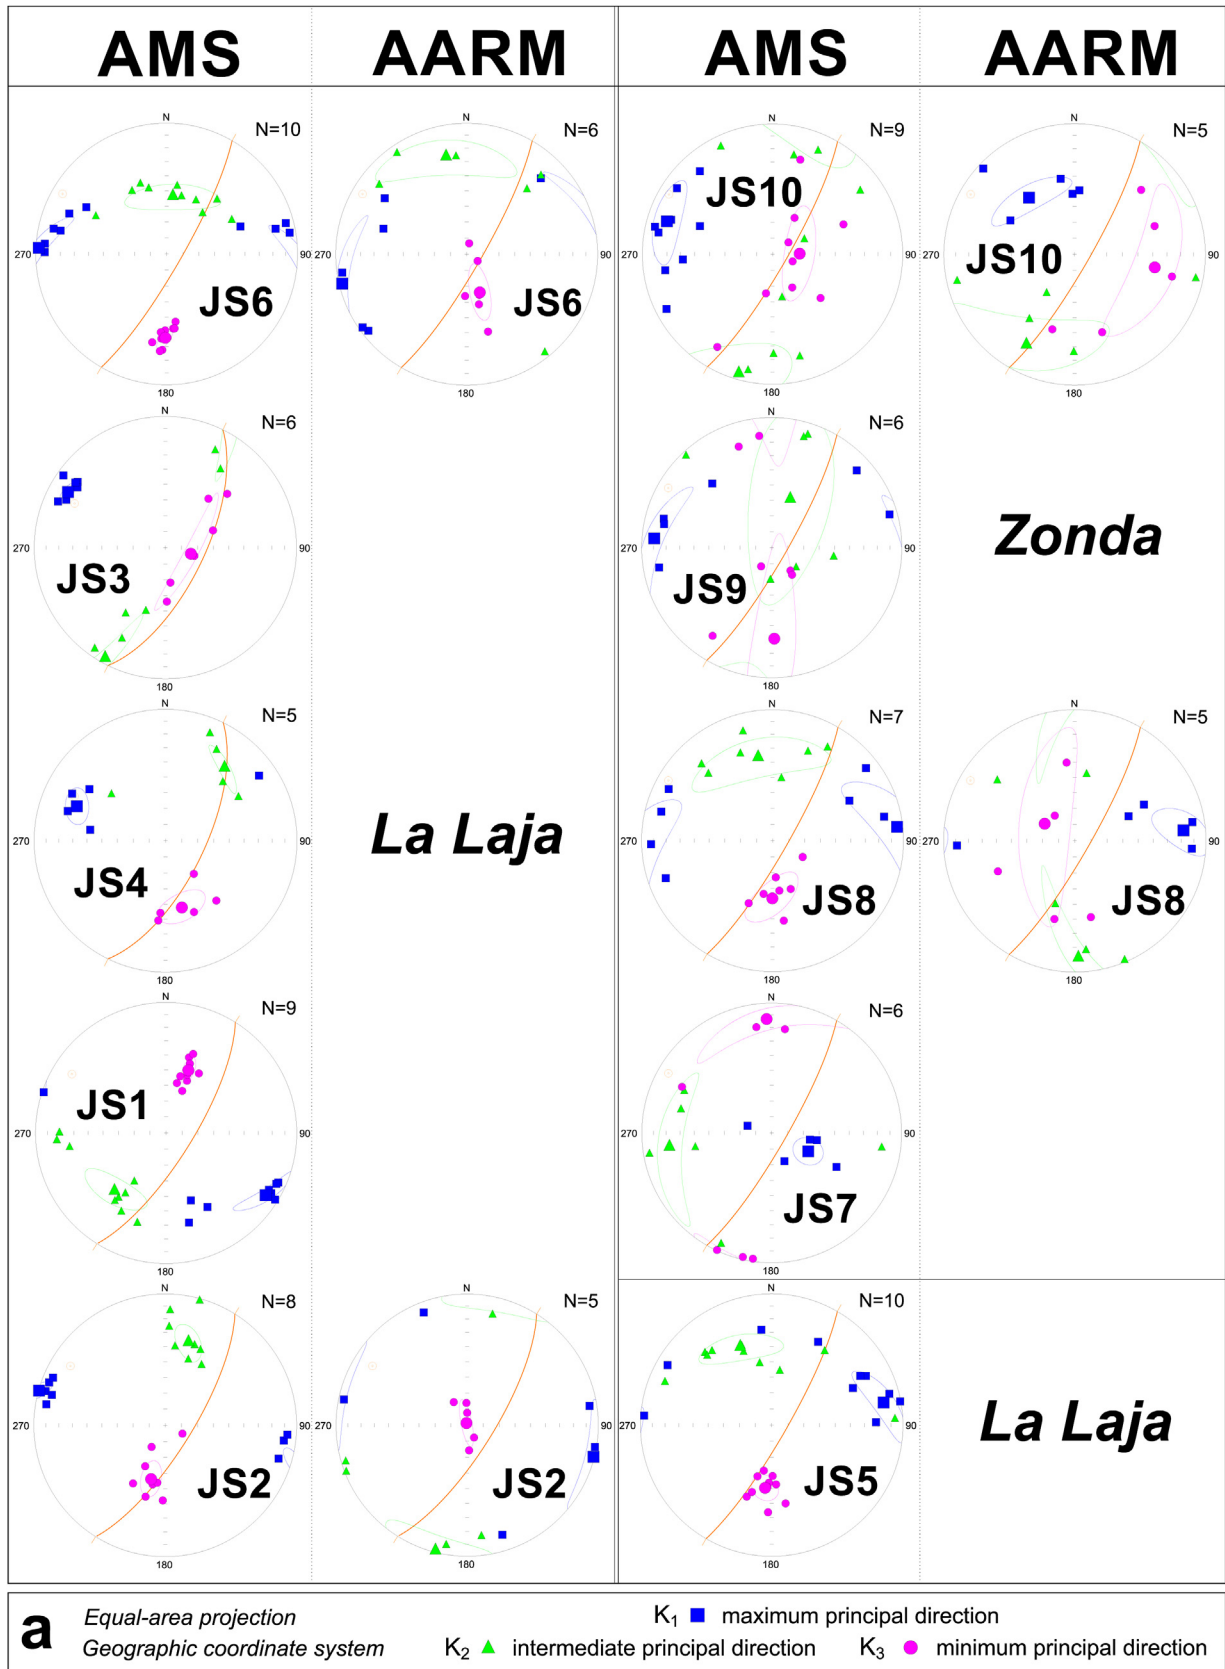 AMS AARM AMS AARM
N N=10 N=6 N N=9 N=5
JS6 270 90 180
JS6 270 90 180
JS10 270 90 180
JS10 270 90 180
N N=6 N N=6
JS3 270 90 180
JS9 270 90 180
Zonda
N N=5 N N=7 N=5
JS4 270 90 180
La Laja
JS8 270 90 180
JS8 90 180
N N=9 N N=6
JS1 270 90 180
JS7 270 90 180
N N=8 N N=5 N N=10
JS2 270 90 180
JS2 270 90 180
JS5 270 90 180
La Laja
a Equal-area projection
Geographic coordinate system
K1 maximum principal direction
K2 intermediate principal direction K3 minimum principal direction